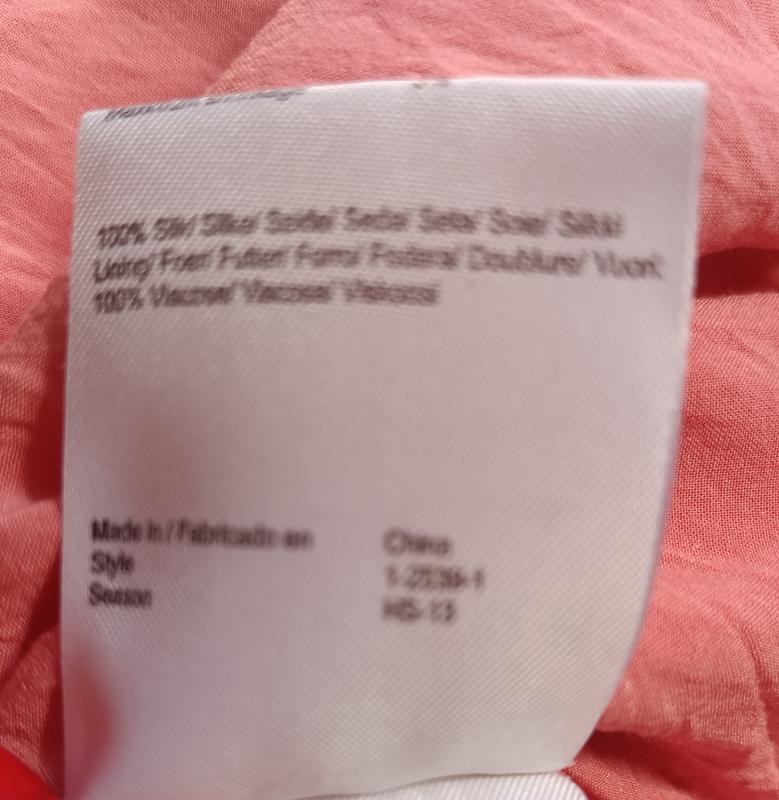 100% Silk/ Silke/ Seide/ Seda/ Seta/ Soie/ Silkki
Lining/ Foer/ Futter/ Forro/ Fodera/ Doublure/ Vuori:
100% Viscose/ Viscose/ Viskoosi
Made in / Fabricado en China
Style
Season HS-13